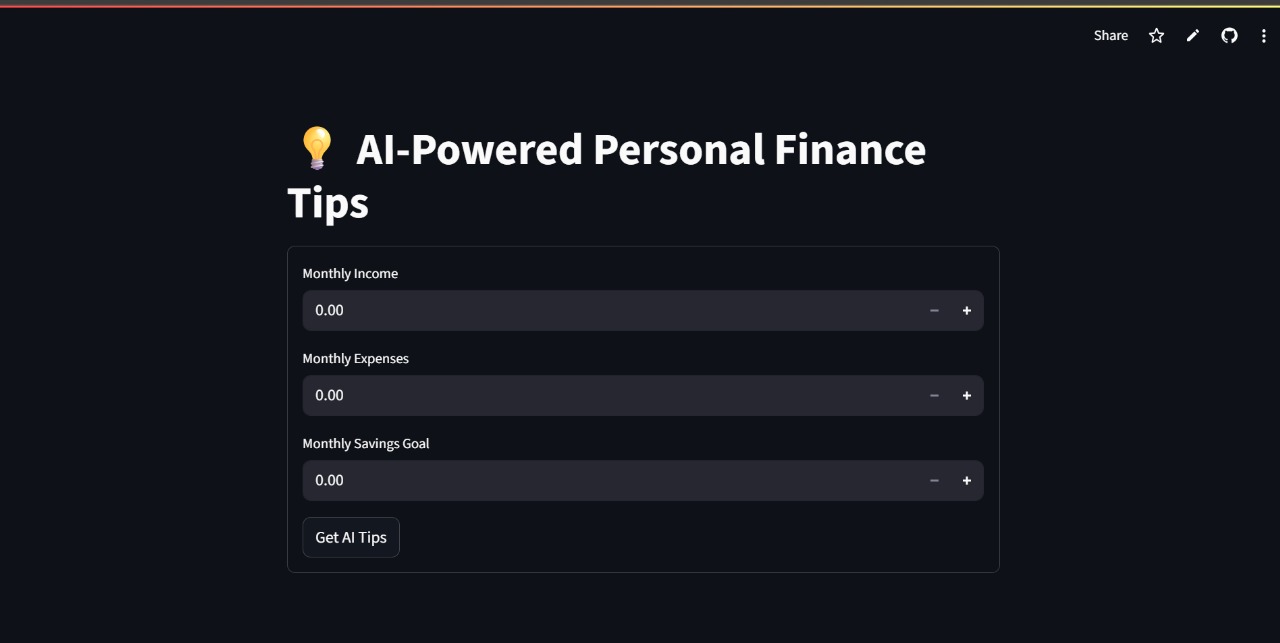 Share
💡 AI-Powered Personal Finance
Tips
Monthly Income
0.00
Monthly Expenses
0.00
Monthly Savings Goal
0.00
Get AI Tips